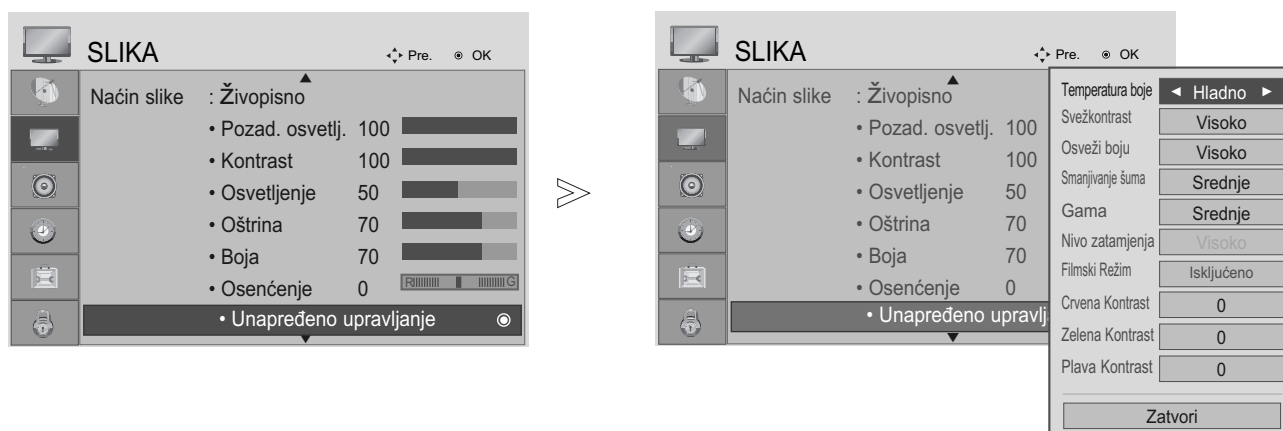 SLIKA
Pre. OK
Naćin slike : Živopisno
• Pozad. osvetlj. 100
• Kontrast 100
• Osvetljenje 50
• Oštrina 70
• Boja 70
• Osenćenje 0 R G
• Unapređeno upravljanje
SLIKA
Pre. OK
Naćin slike : Živopisno
• Pozad. osvetlj. 100
• Kontrast 100
• Osvetljenje 50
• Oštrina 70
• Boja 70
• Osenćenje 0
• Unapređeno upravlj
Temperatura boje ◄ Hladno ►
Svežkontrast Visoko
Osveži boju Visoko
Smanjivanje šuma Srednje
Gama Srednje
Nivo zatamjenja Visoko
Filmski Režim Iskljućeno
Crvena Kontrast 0
Zelena Kontrast 0
Plava Kontrast 0
Zatvori